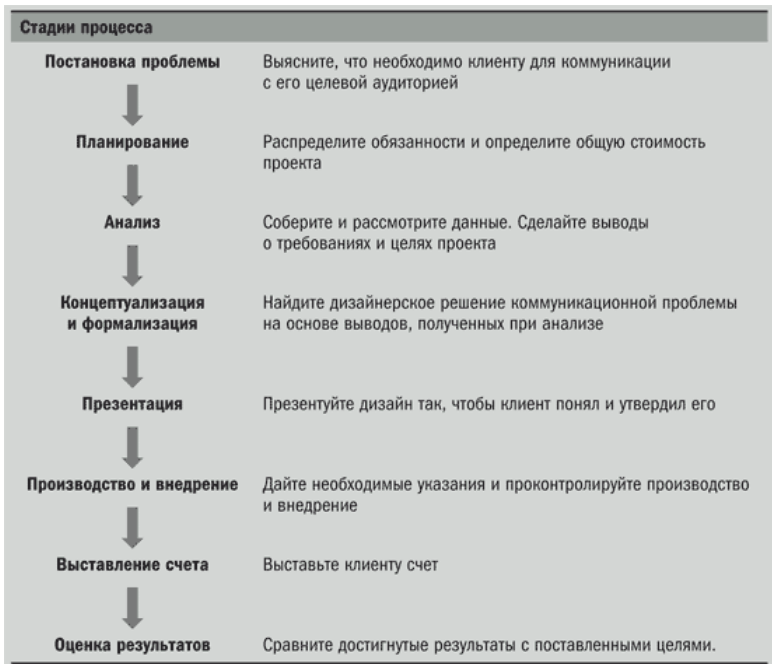 Стадии процесса
Постановка проблемы
Выясните, что необходимо клиенту для коммуникации
с его целевой аудиторией
Планирование
Распределите обязанности и определите общую стоимость
проекта
Анализ
Соберите и рассмотрите данные. Сделайте выводы
о требованиях и целях проекта
Концептуализация
и формализация
Найдите дизайнерское решение коммуникационной проблемы
на основе выводов, полученных при анализе
Презентация
Презентуйте дизайн так, чтобы клиент понял и утвердил его
Производство и внедрение
Дайте необходимые указания и проконтролируйте производство
и внедрение
Выставление счета
Выставьте клиенту счет
Оценка результатов
Сравните достигнутые результаты с поставленными целями.